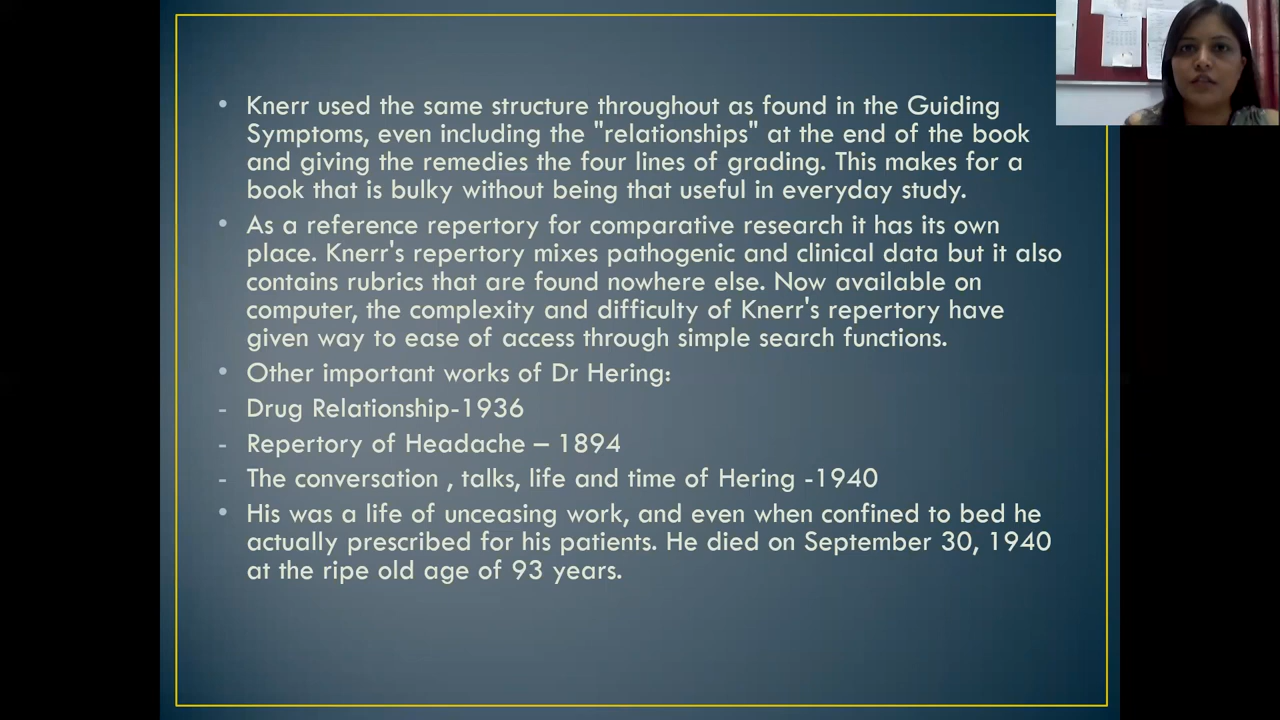 • Knerr used the same structure throughout as found in the Guiding
Symptoms, even including the "relationships" at the end of the book
and giving the remedies the four lines of grading. This makes for a
book that is bulky without being that useful in everyday study.
• As a reference repertory for comparative research it has its own
place. Knerr's repertory mixes pathogenic and clinical data but it also
contains rubrics that are found nowhere else. Now available on
computer, the complexity and difficulty of Knerr's repertory have
given way to ease of access through simple search functions.
• Other important works of Dr Hering:
- Drug Relationship-1936
- Repertory of Headache – 1894
- The conversation , talks, life and time of Hering -1940
• His was a life of unceasing work, and even when confined to bed he
actually prescribed for his patients. He died on September 30, 1940
at the ripe old age of 93 years.